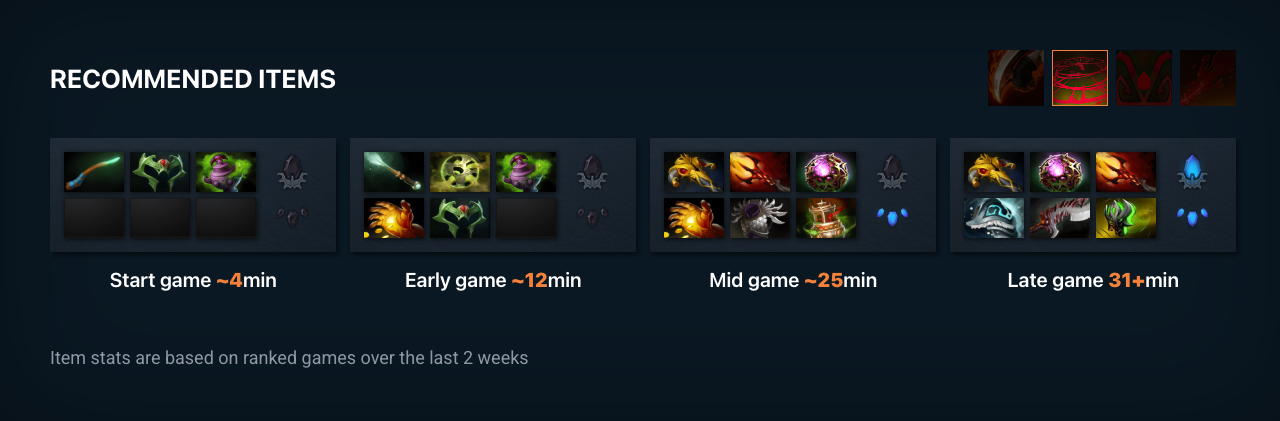 RECOMMENDED ITEMS
Start game ~4min
Early game ~12min
Mid game ~25min
Late game 31+min
Item stats are based on ranked games over the last 2 weeks